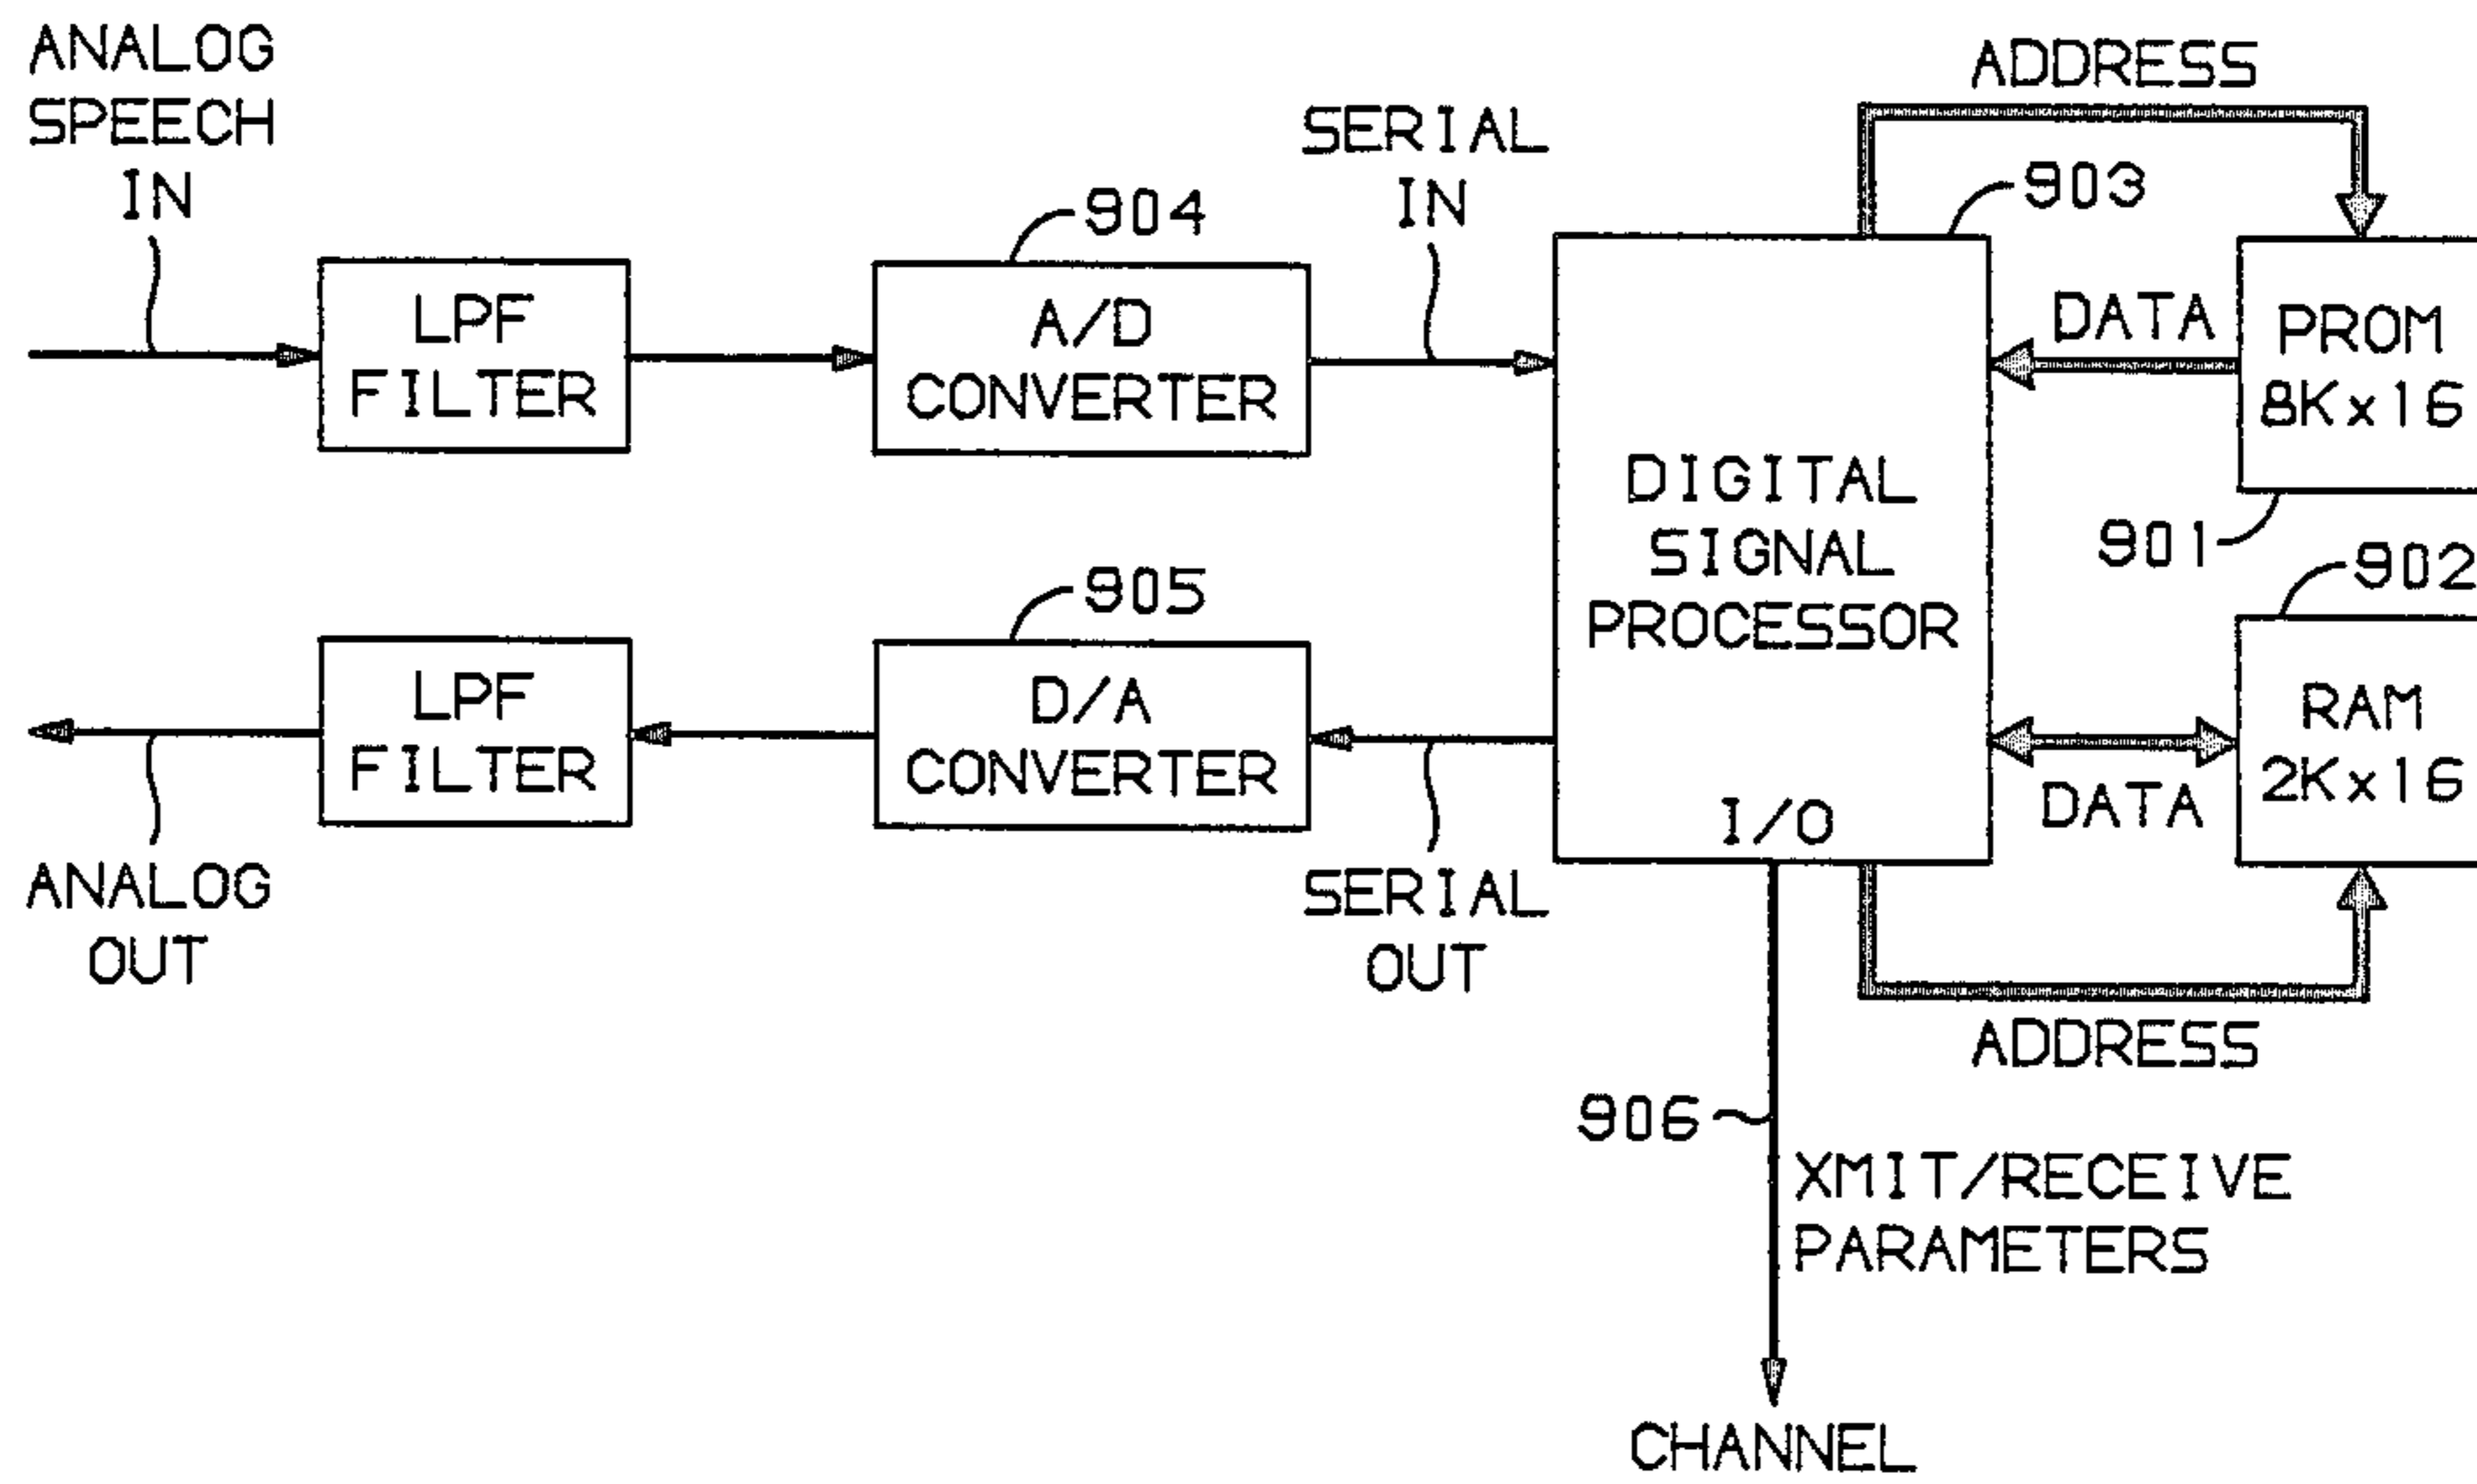 ANALOG
SPEECH
IN
LPF
FILTER
904
A/D
CONVERTER
SERIAL
IN
ADDRESS
903
DATA
PROM
8Kx16
901
DIGITAL
SIGNAL
PROCESSOR
I/O
902
RAM
2Kx16
DATA
905
D/A
CONVERTER
LPF
FILTER
ANALOG
OUT
SERIAL
OUT
ADDRESS
906
XMIT/RECEIVE
PARAMETERS
CHANNEL